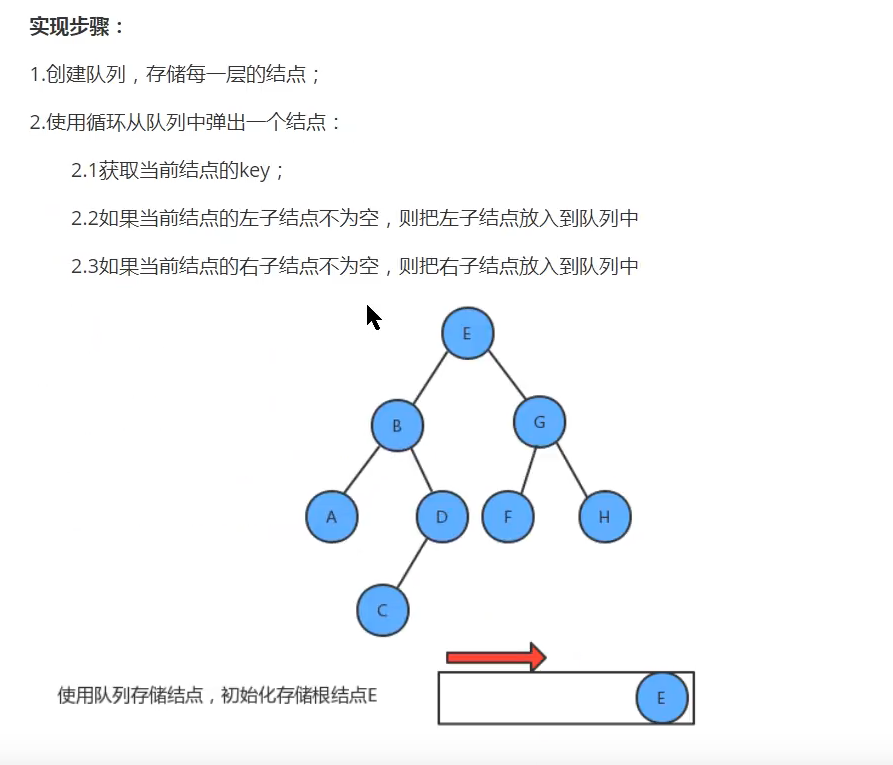 实现步骤：
1.创建队列，存储每一层的结点；
2.使用循环从队列中弹出一个结点：
2.1获取当前结点的key；
2.2如果当前结点的左子结点不为空，则把左子结点放入到队列中
2.3如果当前结点的右子结点不为空，则把右子结点放入到队列中
E
B
G
A
D
F
H
C
使用队列存储结点，初始化存储根结点E
E